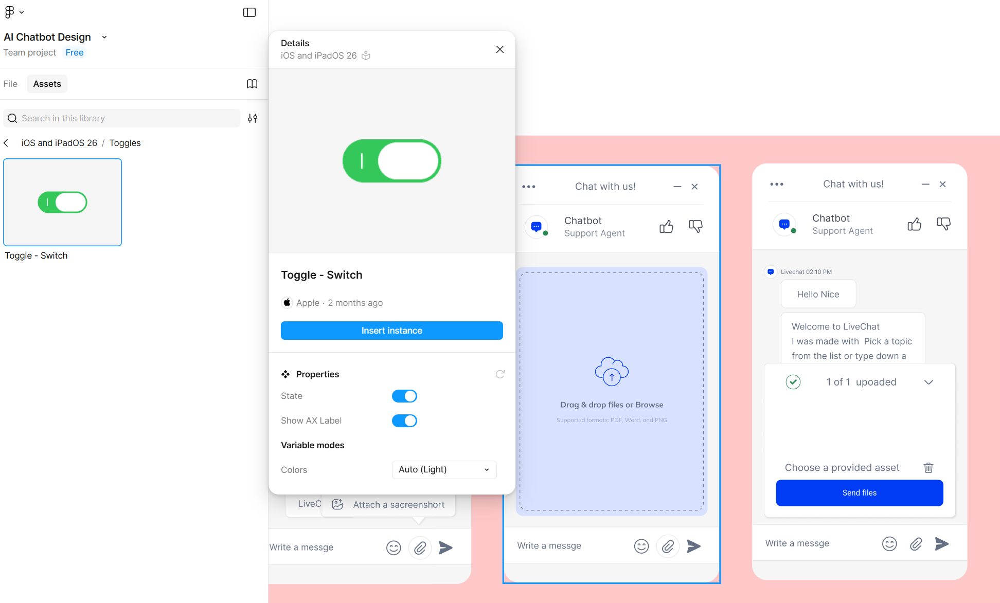 AI Chatbot Design
Team project Free
File Assets
Search in this library
iOS and iPadOS 26 / Toggles
Toggle - Switch
Details
iOS and iPadOS 26
Toggle - Switch
Apple · 2 months ago
Insert instance
Properties
State
Show AX Label
Variable modes
Colors
Auto (Light)
LiveC
Attach a sacreenshort
Write a messge
Chat with us!
Chatbot
Support Agent
Drag & drop files or Browse
Supported formats: PDF, Word, and PNG
Write a messge
Chat with us!
Chatbot
Support Agent
Livechat 02:10 PM
Hello Nice
Welcome to LiveChat
I was made with Pick a topic
from the list or type down a
1 of 1 upoaded
Choose a provided asset
Send files
Write a messge